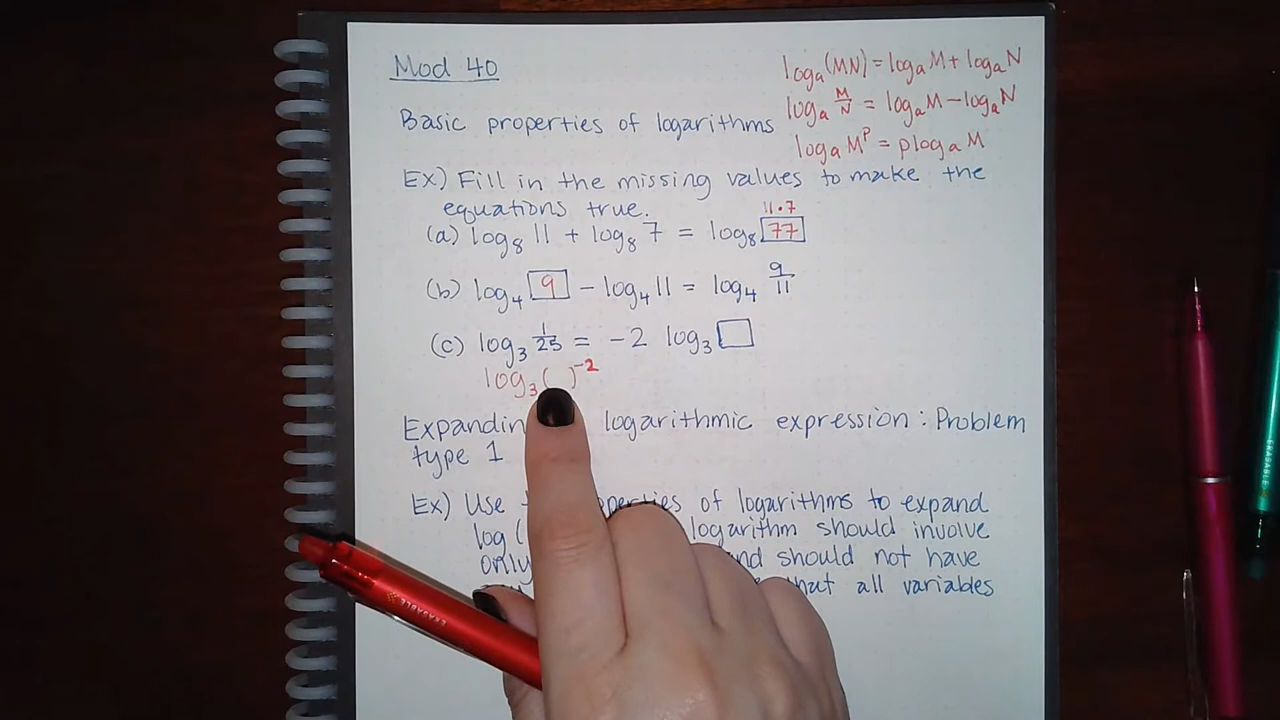 Mod 40
log_a(MN) = log_a M + log_a N
log_a M/N = log_a M - log_a N
log_a M^p = p log_a M
Basic properties of logarithms
Ex) Fill in the missing values to make the
equations true.
11·7
(a) log_8 11 + log_8 7 = log_8 77
(b) log_4 9 - log_4 11 = log_4 9/11
(c) log_3 1/25 = -2 log_3 □
log_3 ( )^-2
Expandin logarithmic expression: Problem
type 1
Ex) Use operties of logarithms to expand
log ( logarithm should involve
only should not have
that all variables
ERASABLE
ERASABLE